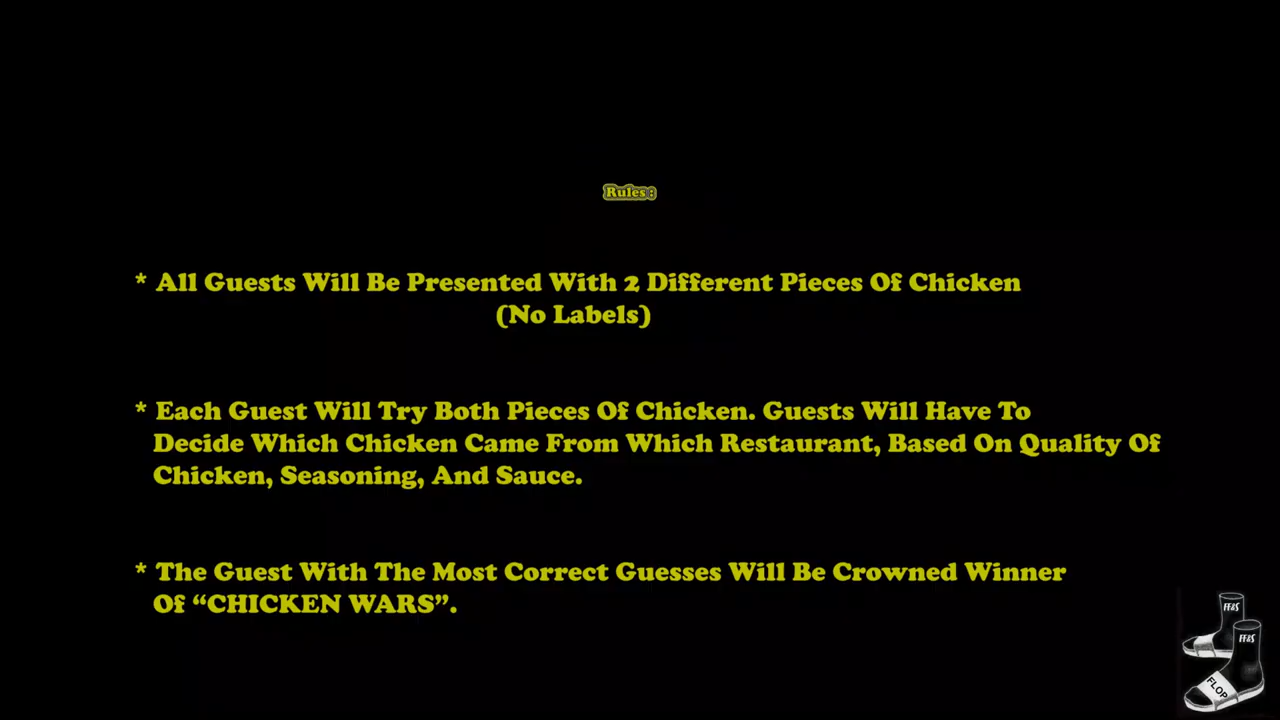 Rules :
* All Guests Will Be Presented With 2 Different Pieces Of Chicken
(No Labels)
* Each Guest Will Try Both Pieces Of Chicken. Guests Will Have To
Decide Which Chicken Came From Which Restaurant, Based On Quality Of
Chicken, Seasoning, And Sauce.
* The Guest With The Most Correct Guesses Will Be Crowned Winner
Of “CHICKEN WARS”.
FF&S
FF&S
FLOP